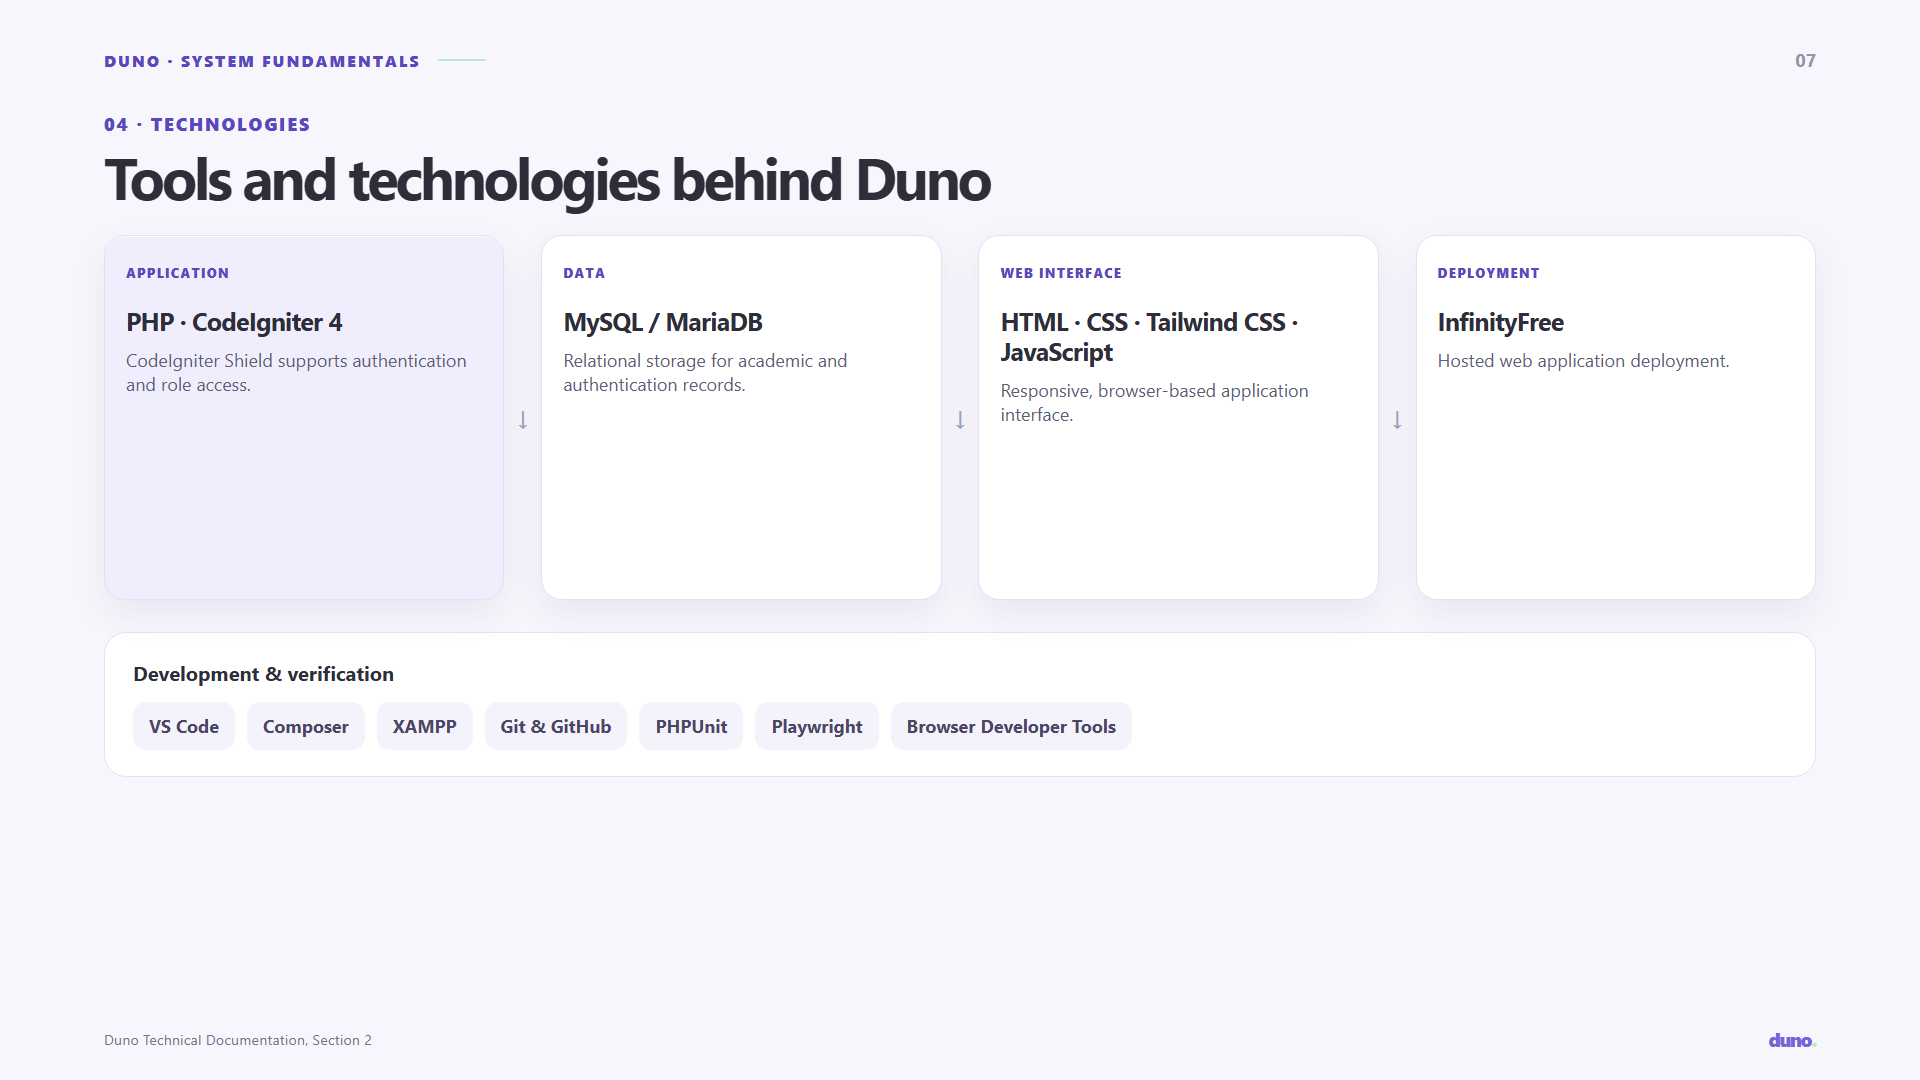 DUNO · SYSTEM FUNDAMENTALS
07
04 · TECHNOLOGIES
Tools and technologies behind Duno
APPLICATION
PHP · CodeIgniter 4
CodeIgniter Shield supports authentication
and role access.
↓
DATA
MySQL / MariaDB
Relational storage for academic and
authentication records.
↓
WEB INTERFACE
HTML · CSS · Tailwind CSS ·
JavaScript
Responsive, browser-based application
interface.
↓
DEPLOYMENT
InfinityFree
Hosted web application deployment.
Development & verification
VS Code
Composer
XAMPP
Git & GitHub
PHPUnit
Playwright
Browser Developer Tools
Duno Technical Documentation, Section 2
duno.